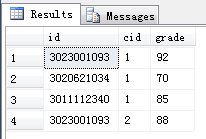 Results Messages
id cid grade
1 3023001093 1 92
2 3020621034 1 70
3 3011112340 1 85
4 3023001093 2 88